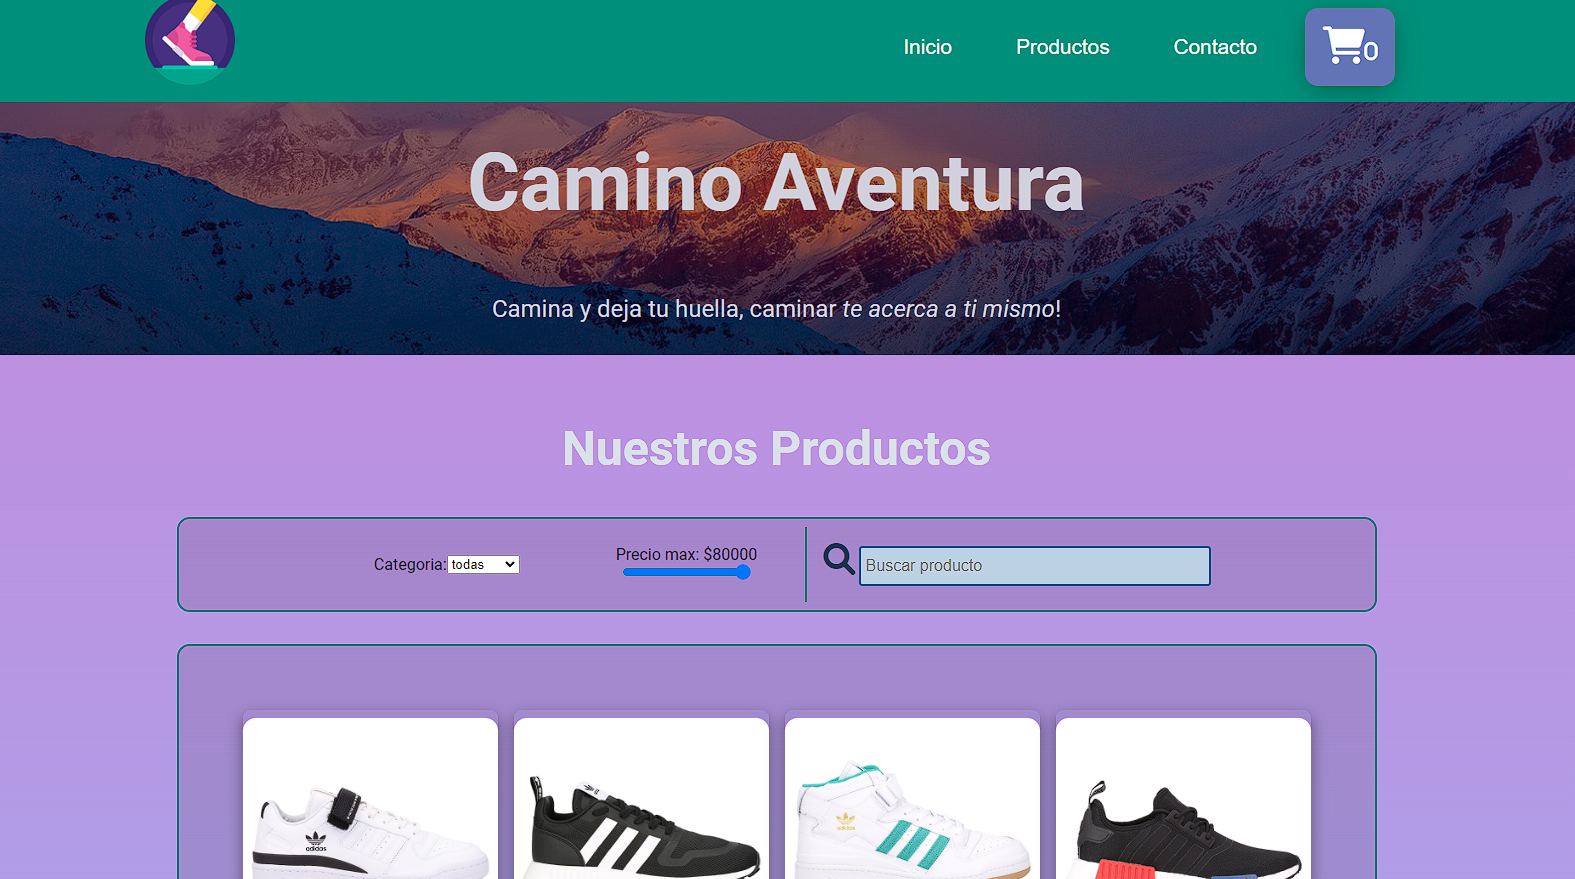 Inicio Productos Contacto 0
Camino Aventura
Camina y deja tu huella, caminar te acerca a ti mismo!
Nuestros Productos
Categoria: todas
Precio max: $80000
Buscar producto
adidas